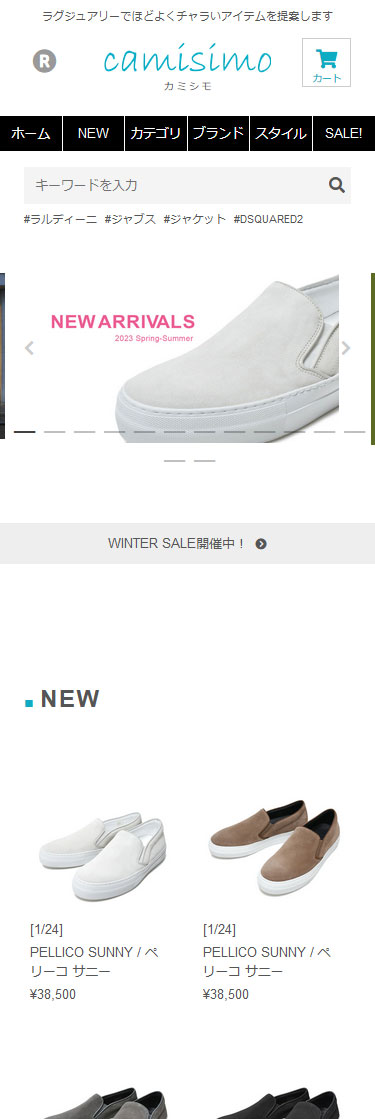 ラグジュアリーでほどよくチャラいアイテムを提案します
R
camisimo
カミシモ
カート
ホーム NEW カテゴリ ブランド スタイル SALE!
キーワードを入力
#ラルディーニ #ジャブス #ジャケット #DSQUARED2
NEW ARRIVALS
2023 Spring-Summer
WINTER SALE開催中！
NEW
[1/24]
PELLICO SUNNY / ペ
リーコ サニー
¥38,500
[1/24]
PELLICO SUNNY / ペ
リーコ サニー
¥38,500